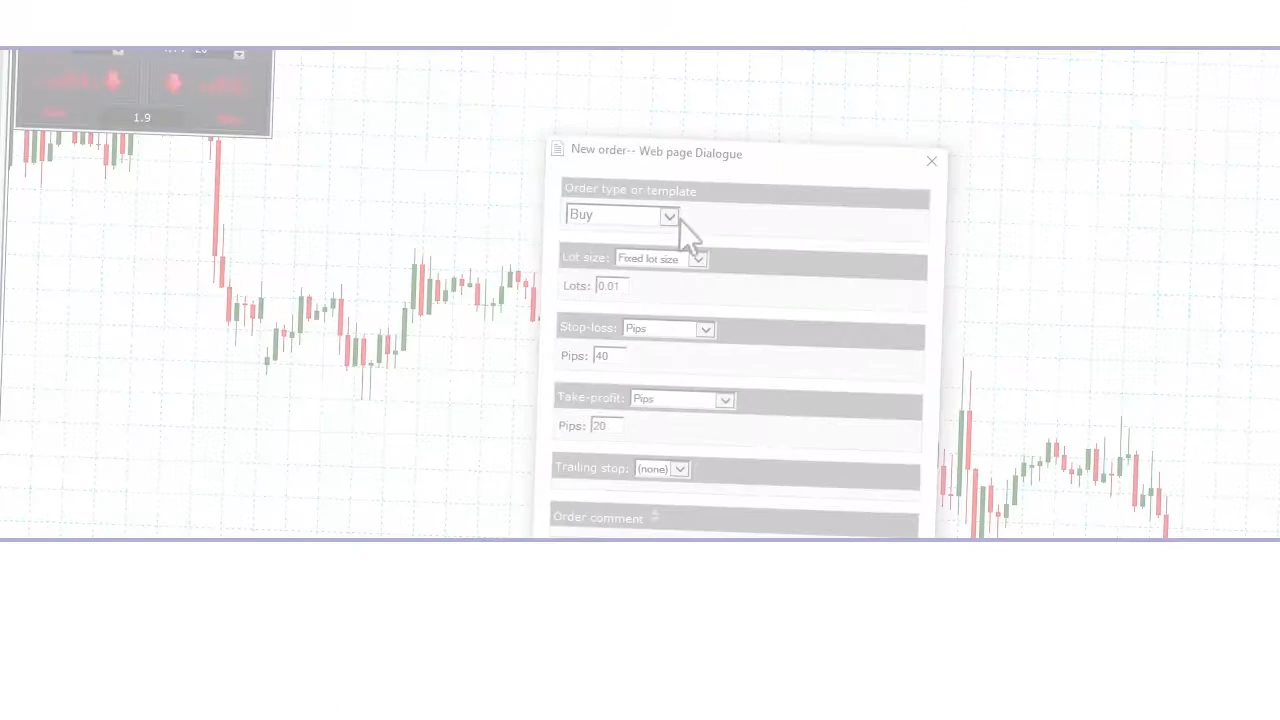 1.9
New order-- Web page Dialogue
Order type or template
Buy
Lot size: Fixed lot size
Lots: 0.01
Stop-loss: Pips
Pips: 40
Take-profit: Pips
Pips: 20
Trailing stop: (none)
Order comment